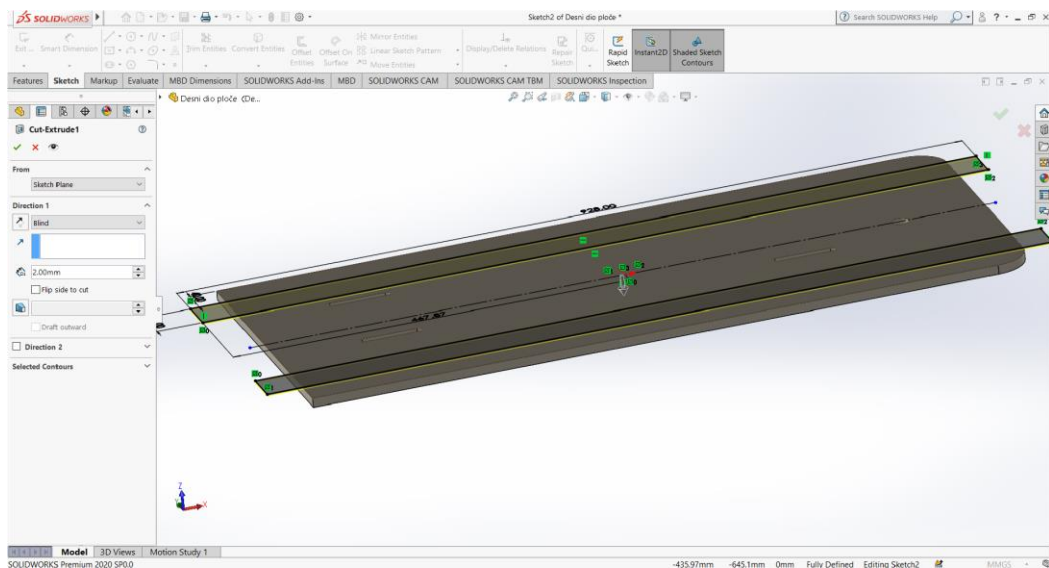 SOLIDWORKS
Sketch2 of Desni dio ploče *
Search SOLIDWORKS Help
Exit ... Smart Dimension
Trim Entities Convert Entities Offset Entities Offset On Surface
Mirror Entities
Linear Sketch Pattern
Move Entities
Display/Delete Relations
Repair Sketch
Qui...
Rapid Sketch
Instant2D
Shaded Sketch Contours
Features Sketch Markup Evaluate MBD Dimensions SOLIDWORKS Add-Ins MBD SOLIDWORKS CAM SOLIDWORKS CAM TBM SOLIDWORKS Inspection
Desni dio ploče (De...
Cut-Extrude1
From
Sketch Plane
Direction 1
Blind
2.00mm
Flip side to cut
Draft outward
Direction 2
Selected Contours
928.00
Z
X
Model 3D Views Motion Study 1
SOLIDWORKS Premium 2020 SP0.0
-435.97mm -645.1mm 0mm Fully Defined Editing Sketch2 MMGS